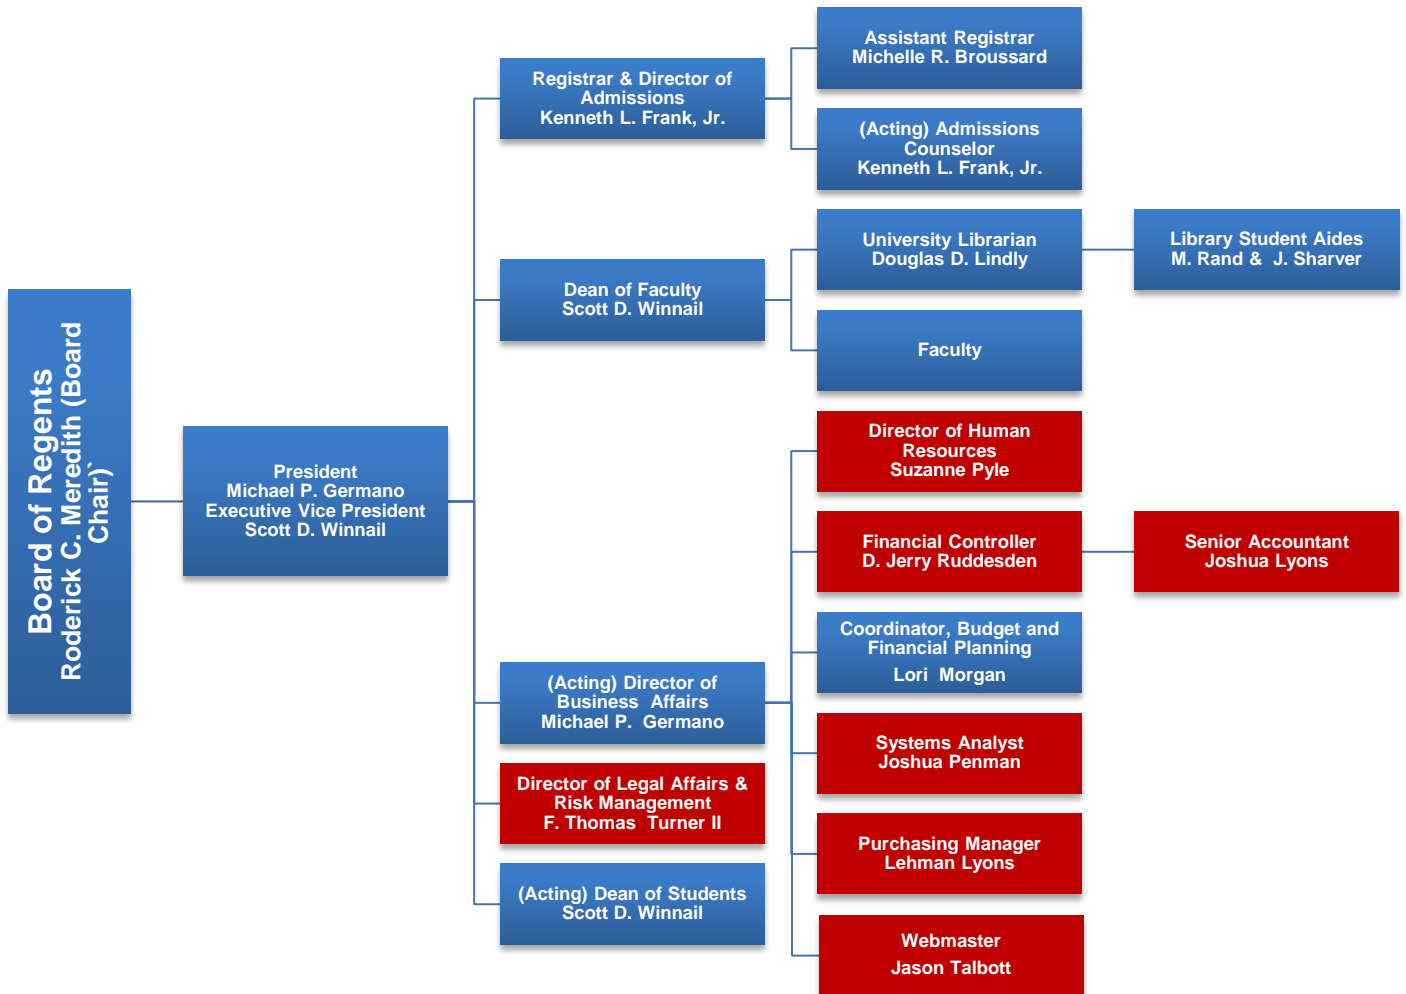 Board of Regents
Roderick C. Meredith (Board
Chair)`
President
Michael P. Germano
Executive Vice President
Scott D. Winnail
Registrar & Director of
Admissions
Kenneth L. Frank, Jr.
Assistant Registrar
Michelle R. Broussard
(Acting) Admissions
Counselor
Kenneth L. Frank, Jr.
Dean of Faculty
Scott D. Winnail
University Librarian
Douglas D. Lindly
Library Student Aides
M. Rand & J. Sharver
Faculty
(Acting) Director of
Business Affairs
Michael P. Germano
Director of Human
Resources
Suzanne Pyle
Financial Controller
D. Jerry Ruddesden
Senior Accountant
Joshua Lyons
Coordinator, Budget and
Financial Planning
Lori Morgan
Systems Analyst
Joshua Penman
Purchasing Manager
Lehman Lyons
Webmaster
Jason Talbott
Director of Legal Affairs &
Risk Management
F. Thomas Turner II
(Acting) Dean of Students
Scott D. Winnail